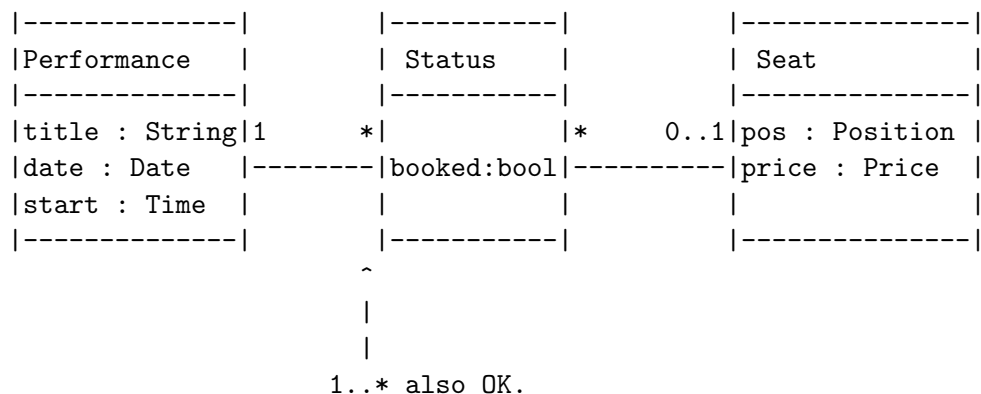 |--------------|         |-----------|           |---------------|
|Performance   |         | Status    |           | Seat          |
|--------------|         |-----------|           |---------------|
|title : String|1       *|           |*      0..1|pos : Position |
|date : Date   |---------|booked:bool|-----------|price : Price  |
|start : Time  |         |           |           |               |
|--------------|         |-----------|           |---------------|
^
|
|
1..* also OK.